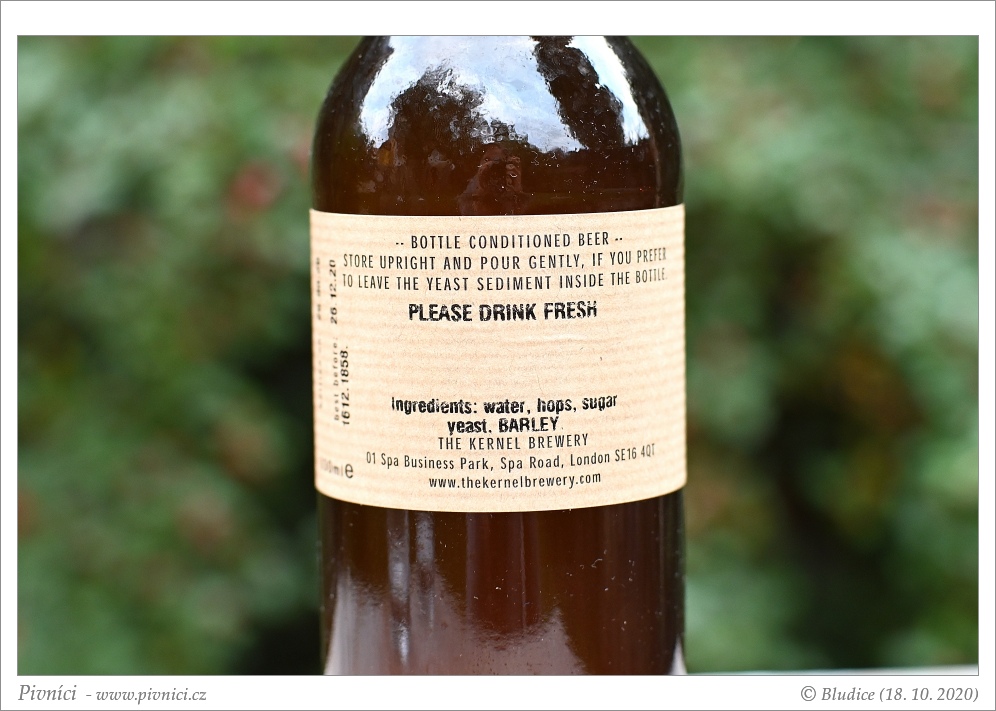 -- BOTTLE CONDITIONED BEER --
STORE UPRIGHT AND POUR GENTLY, IF YOU PREFER
TO LEAVE THE YEAST SEDIMENT INSIDE THE BOTTLE.
PLEASE DRINK FRESH
Ingredients: water, hops, sugar
yeast, BARLEY
THE KERNEL BREWERY
01 Spa Business Park, Spa Road, London SE16 4QT
www.thekernelbrewery.com
best before. 26.12.20
1612.1858.
Pivníci - www.pivnici.cz
© Bludice (18. 10. 2020)